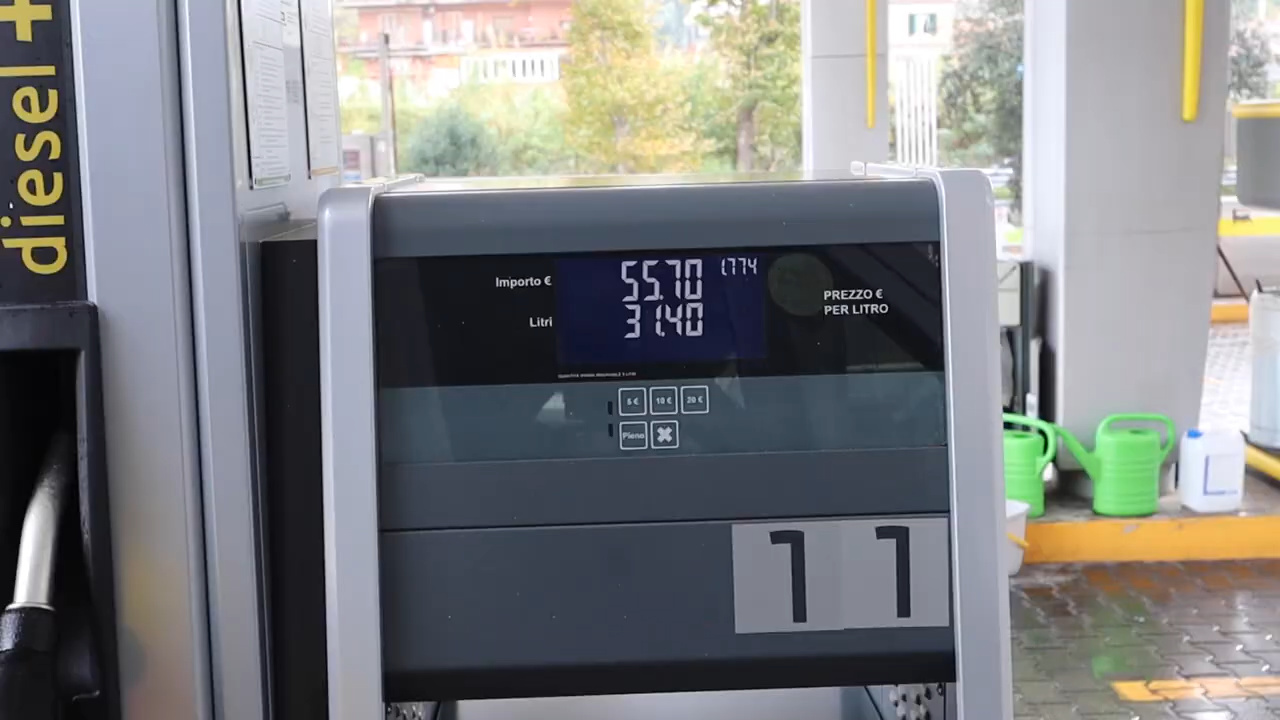 diesel +
Importo €
55.70
1.774
Litri
31.40
PREZZO €
PER LITRO
5 €
10 €
20 €
Pieno
11